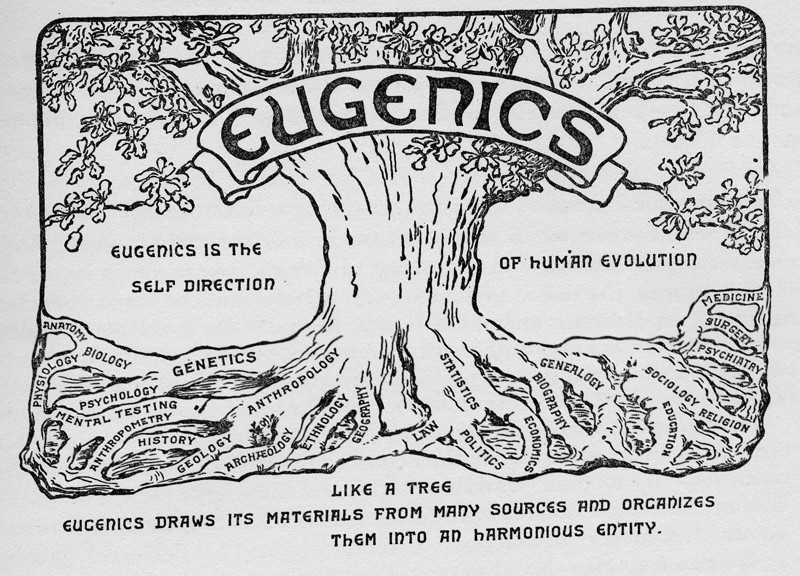 EUGENICS
EUGENICS IS THE
SELF DIRECTION
OF HUMAN EVOLUTION
ANATOMY
BIOLOGY
PHYSIOLOGY
GENETICS
PSYCHOLOGY
MENTAL TESTING
ANTHROPOMETRY
HISTORY
GEOLOGY
ANTHROPOLOGY
ARCHÆOLOGY
ETHNOLOGY
GEOGRAPHY
LAW
STATISTICS
POLITICS
ECONOMICS
BIOGRAPHY
GENEALOGY
EDUCATION
SOCIOLOGY
RELIGION
PSYCHIATRY
SURGERY
MEDICINE
LIKE A TREE
EUGENICS DRAWS ITS MATERIALS FROM MANY SOURCES AND ORGANIZES
THEM INTO AN HARMONIOUS ENTITY.